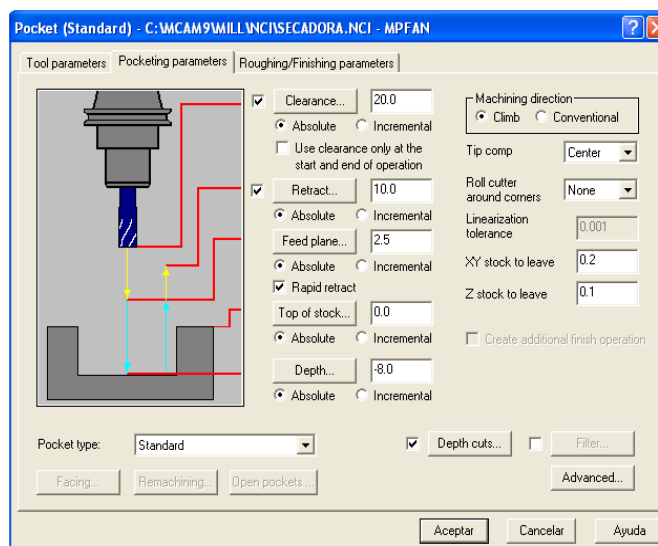 Pocket (Standard) - C:\MCAM9\MILL\NCI\SECADORA.NCI - MPFAN
Tool parameters
Pocketing parameters
Roughing/Finishing parameters
Clearance...
20.0
Absolute
Incremental
Use clearance only at the
start and end of operation
Retract...
10.0
Absolute
Incremental
Feed plane...
2.5
Absolute
Incremental
Rapid retract
Top of stock...
0.0
Absolute
Incremental
Depth...
-8.0
Absolute
Incremental
Machining direction
Climb
Conventional
Tip comp
Center
Roll cutter
around corners
None
Linearization
tolerance
0.001
XY stock to leave
0.2
Z stock to leave
0.1
Create additional finish operation
Pocket type:
Standard
Depth cuts...
Filter...
Facing...
Remachining...
Open pockets ...
Advanced...
Aceptar
Cancelar
Ayuda